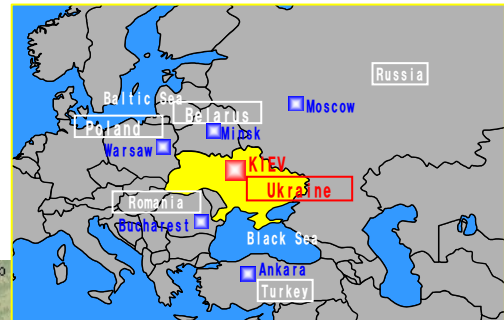 Russia
Baltic Sea
Moscow
Belarus
Poland
Minsk
Warsaw
KIEV
Ukraine
Romania
Bucharest
Black Sea
Ankara
Turkey